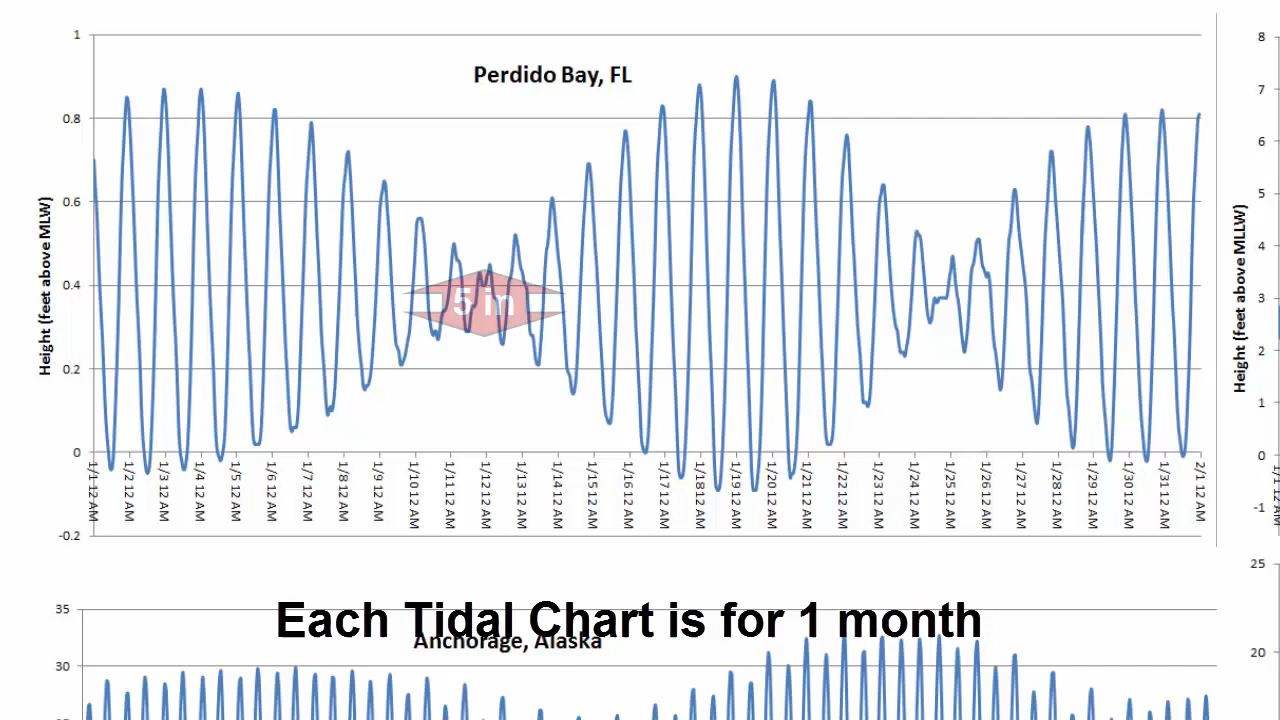 Perdido Bay, FL
Height (feet above MLW)
1
0.8
0.6
0.4
0.2
0
-0.2
5 in
1/1 12 AM
1/2 12 AM
1/3 12 AM
1/4 12 AM
1/5 12 AM
1/6 12 AM
1/7 12 AM
1/8 12 AM
1/9 12 AM
1/10 12 AM
1/11 12 AM
1/12 12 AM
1/13 12 AM
1/14 12 AM
1/15 12 AM
1/16 12 AM
1/17 12 AM
1/18 12 AM
1/19 12 AM
1/20 12 AM
1/21 12 AM
1/22 12 AM
1/23 12 AM
1/24 12 AM
1/25 12 AM
1/26 12 AM
1/27 12 AM
1/28 12 AM
1/29 12 AM
1/30 12 AM
1/31 12 AM
2/1 12 AM
Height (feet above MLLW)
8
7
6
5
4
3
2
1
0
-1
Each Tidal Chart is for 1 month
Anchorage, Alaska
35
30
25
20